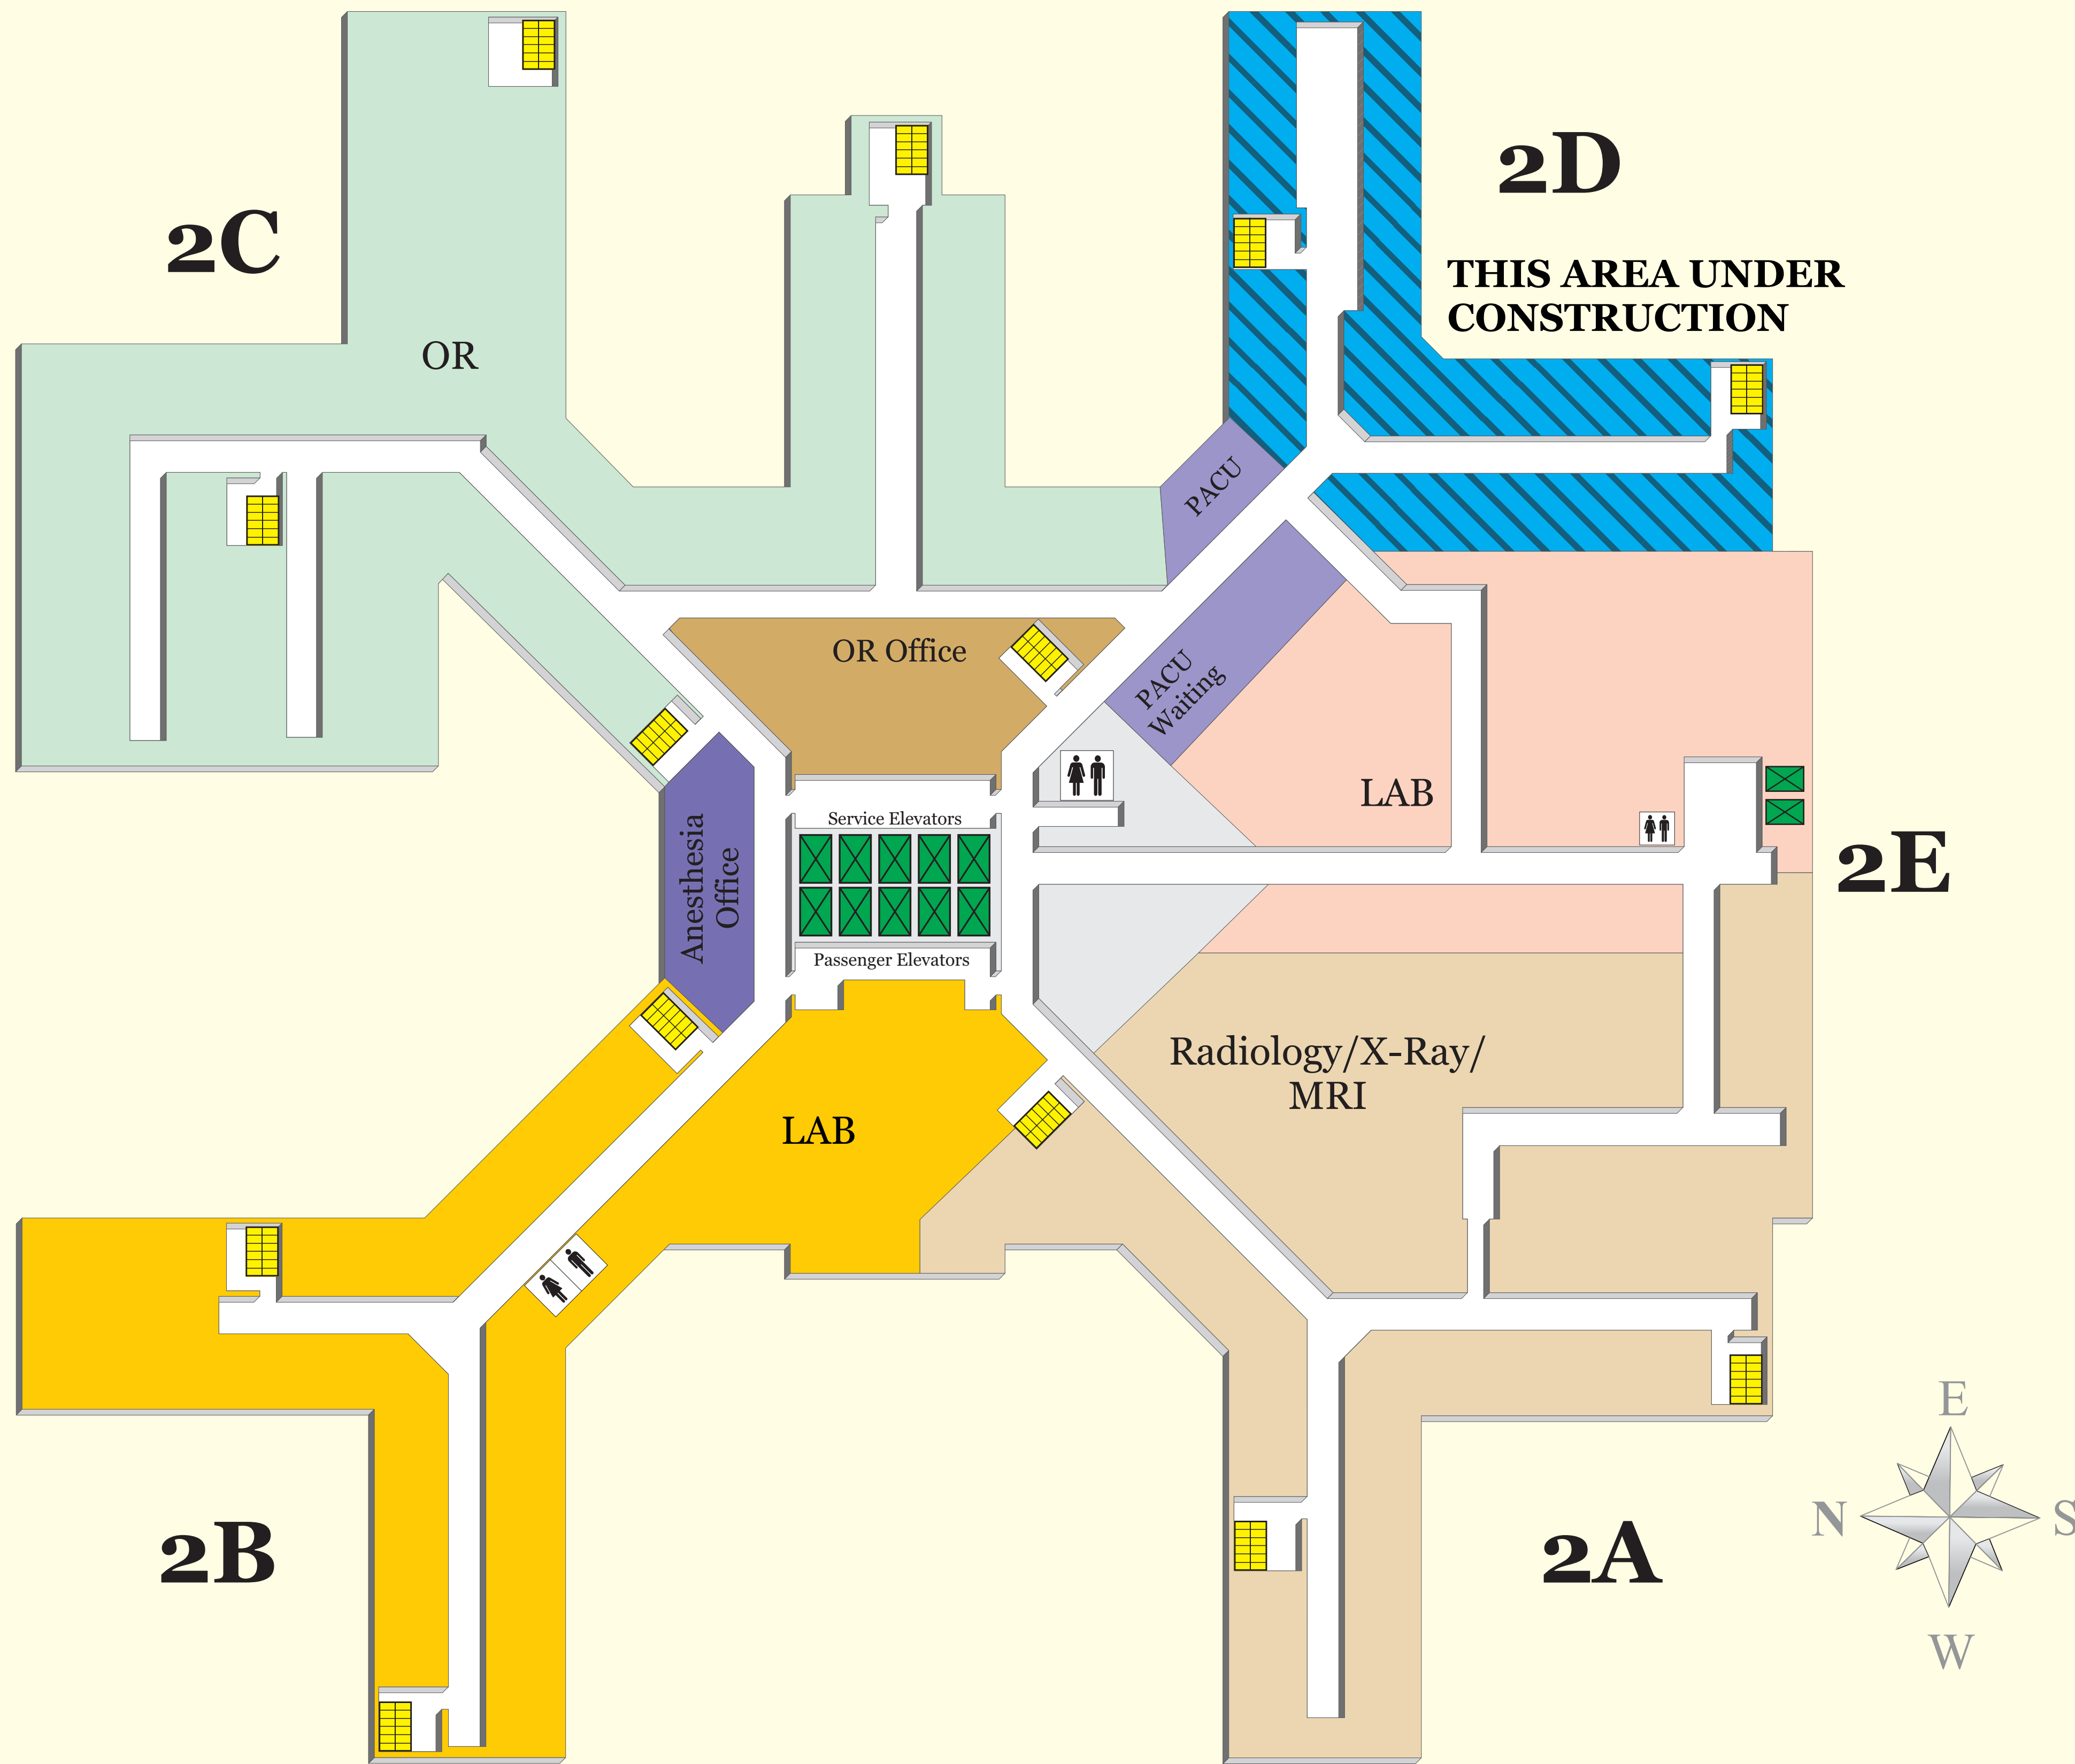 2C
2D
THIS AREA UNDER
CONSTRUCTION
OR
PACU
OR Office
PACU
Waiting
LAB
Service Elevators
Anesthesia
Office
2E
Passenger Elevators
Radiology/X-Ray/
MRI
LAB
2B
2A
E
N
S
W